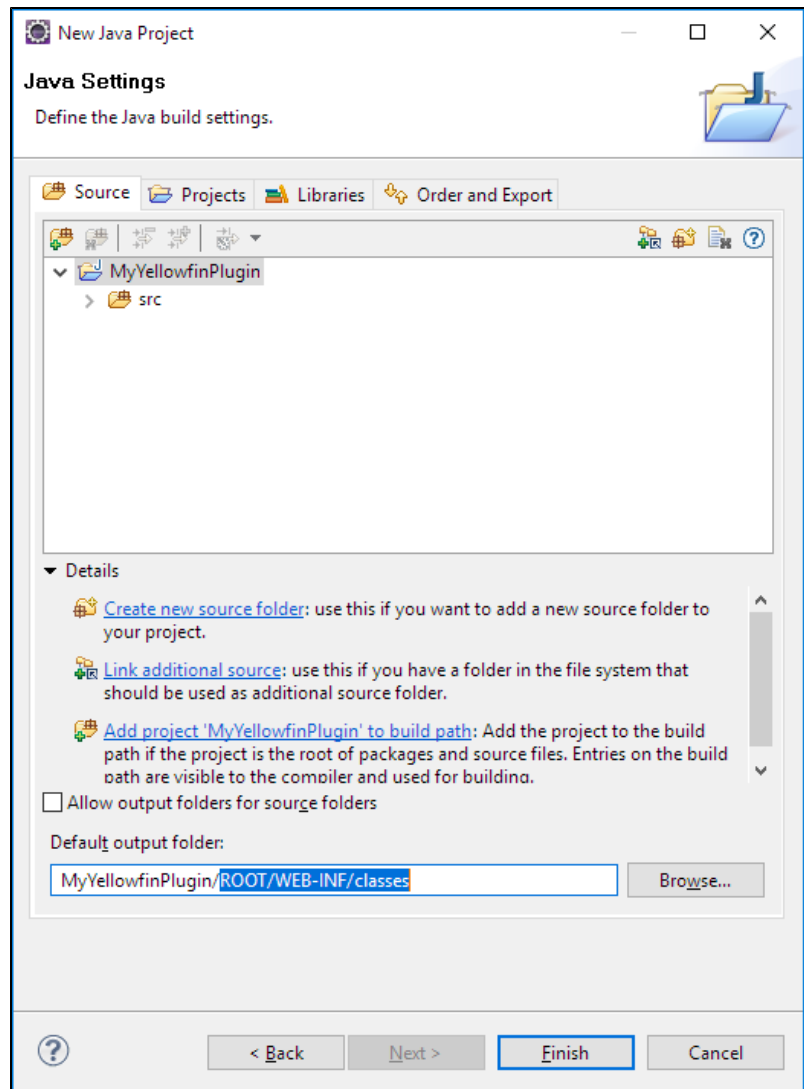 New Java Project
Java Settings
Define the Java build settings.
Source Projects Libraries Order and Export
MyYellowfinPlugin
src
Details
Create new source folder: use this if you want to add a new source folder to
your project.
Link additional source: use this if you have a folder in the file system that
should be used as additional source folder.
Add project 'MyYellowfinPlugin' to build path: Add the project to the build
path if the project is the root of packages and source files. Entries on the build
path are visible to the compiler and used for building.
Allow output folders for source folders
Default output folder:
MyYellowfinPlugin/ROOT/WEB-INF/classes Browse...
< Back Next > Finish Cancel